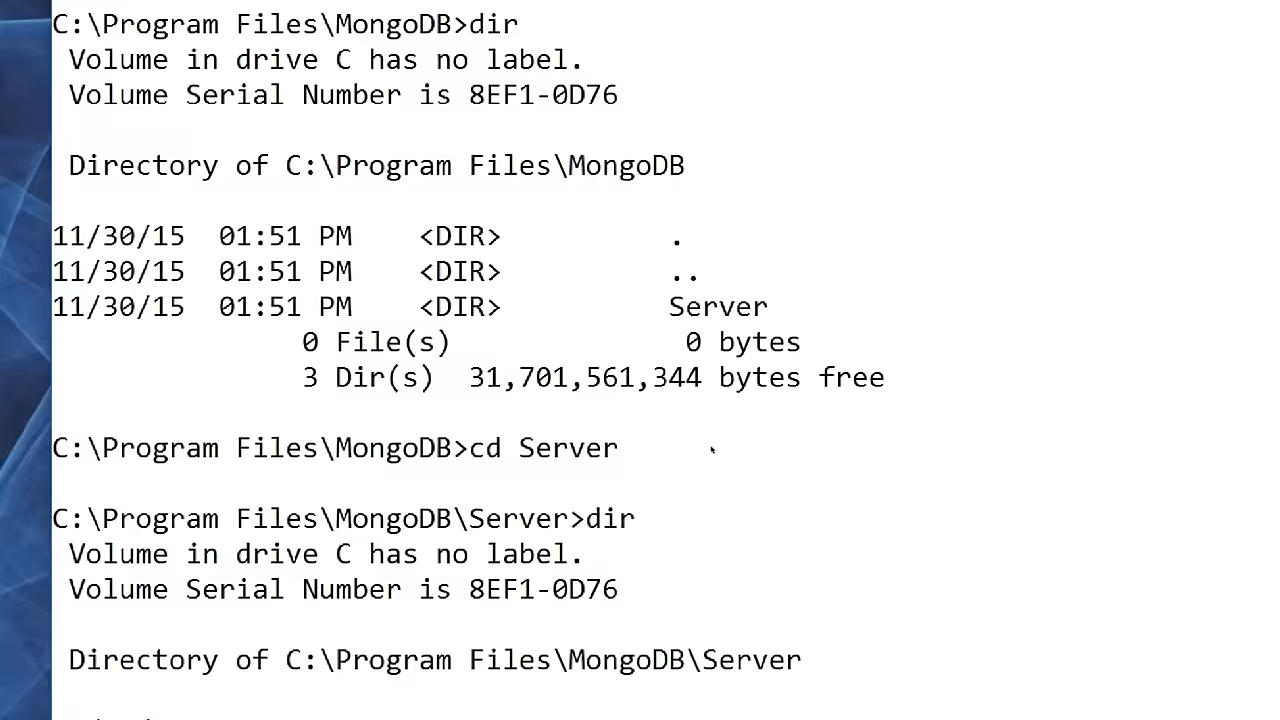 C:\Program Files\MongoDB>dir
 Volume in drive C has no label.
 Volume Serial Number is 8EF1-0D76

 Directory of C:\Program Files\MongoDB

11/30/15  01:51 PM    <DIR>          .
11/30/15  01:51 PM    <DIR>          ..
11/30/15  01:51 PM    <DIR>          Server
               0 File(s)              0 bytes
               3 Dir(s)  31,701,561,344 bytes free

C:\Program Files\MongoDB>cd Server

C:\Program Files\MongoDB\Server>dir
 Volume in drive C has no label.
 Volume Serial Number is 8EF1-0D76

 Directory of C:\Program Files\MongoDB\Server